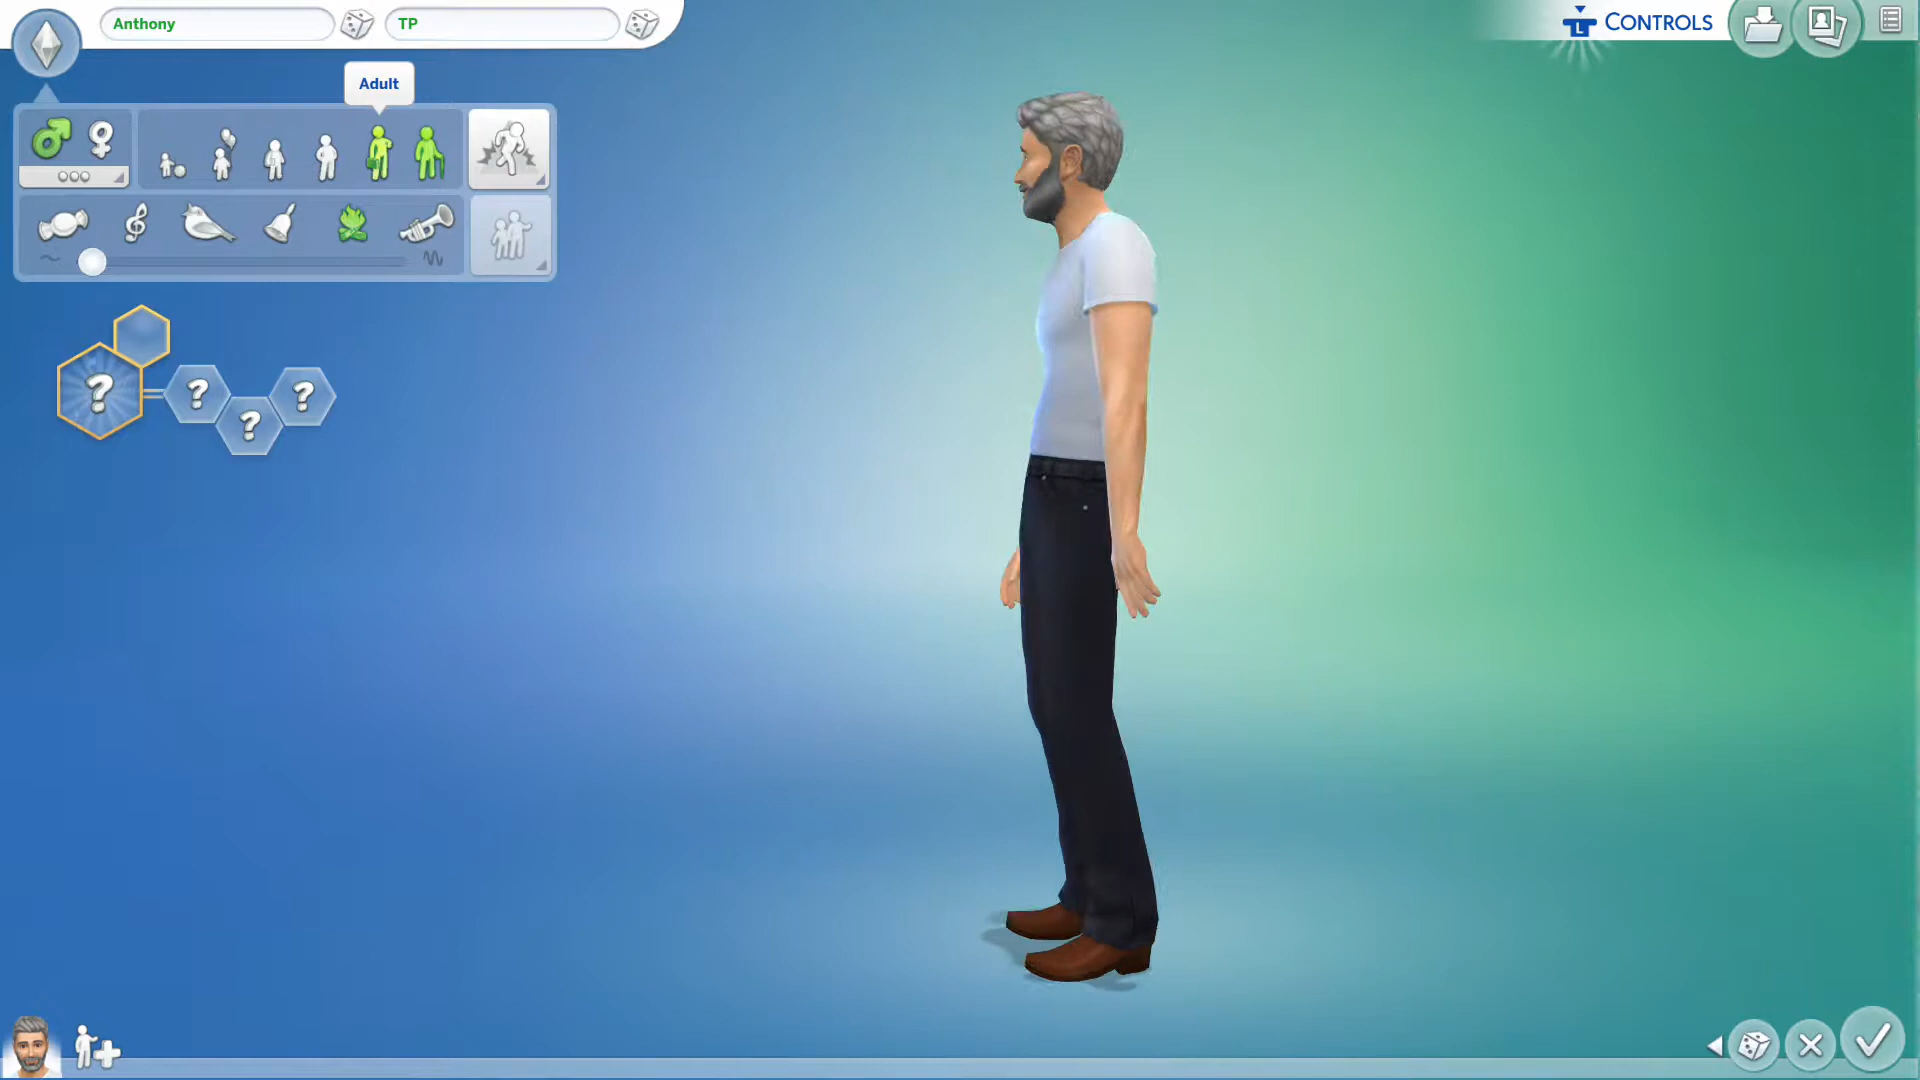 Anthony
TP
L CONTROLS
Adult
?
?
?
?